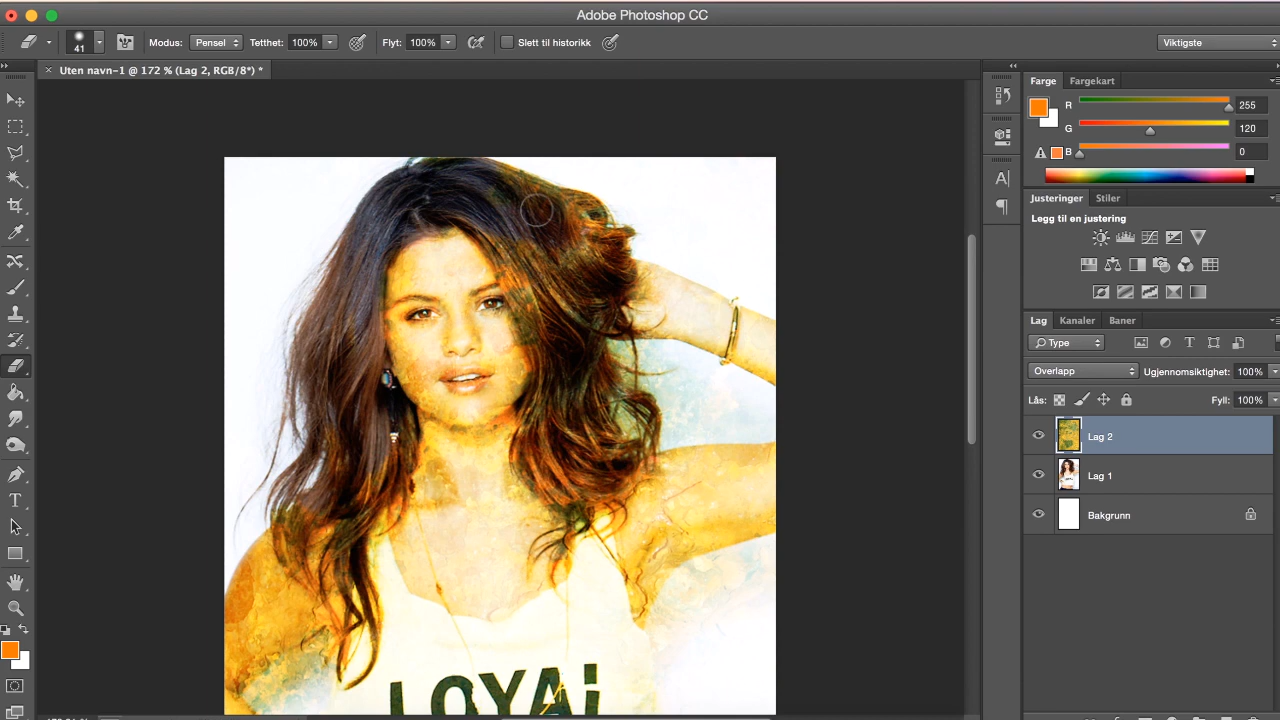 Adobe Photoshop CC
41 Modus: Pensel Tetthet: 100% Flyt: 100% Slett til historikk Viktigste
Uten navn-1 @ 172 % (Lag 2, RGB/8*) *
Farge Fargekart
R 255
G 120
B 0
Justeringer Stiler
Legg til en justering
Lag Kanaler Baner
Type
Overlapp Ugjennomsiktighet: 100%
Lås: Fyll: 100%
Lag 2
Lag 1
Bakgrunn